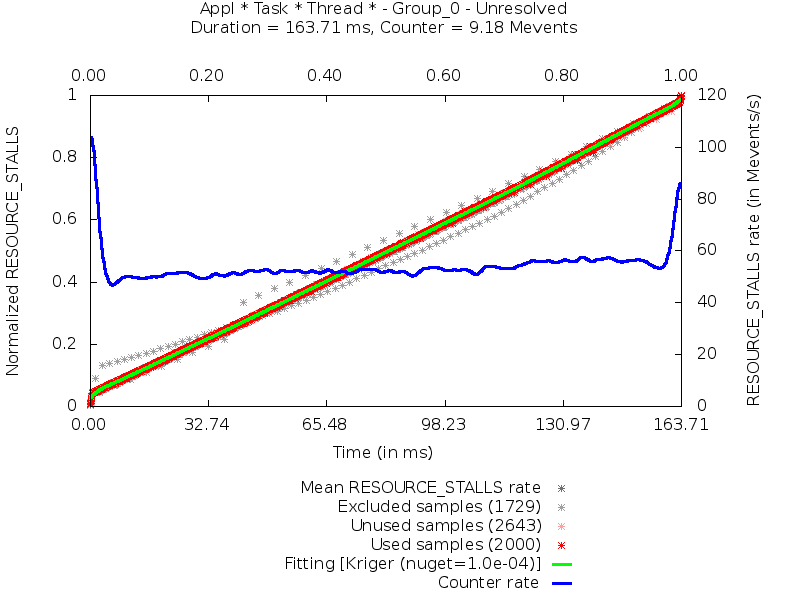 Appl * Task * Thread * - Group_0 - Unresolved
Duration = 163.71 ms, Counter = 9.18 Mevents
0.00 0.20 0.40 0.60 0.80 1.00
1 120
100
0.8
80
0.6
60
0.4
40
0.2
20
0 0
Normalized RESOURCE_STALLS
RESOURCE_STALLS rate (in Mevents/s)
0.00 32.74 65.48 98.23 130.97 163.71
Time (in ms)
Mean RESOURCE_STALLS rate
Excluded samples (1729)
Unused samples (2643)
Used samples (2000)
Fitting [Kriger (nuget=1.0e-04)]
Counter rate